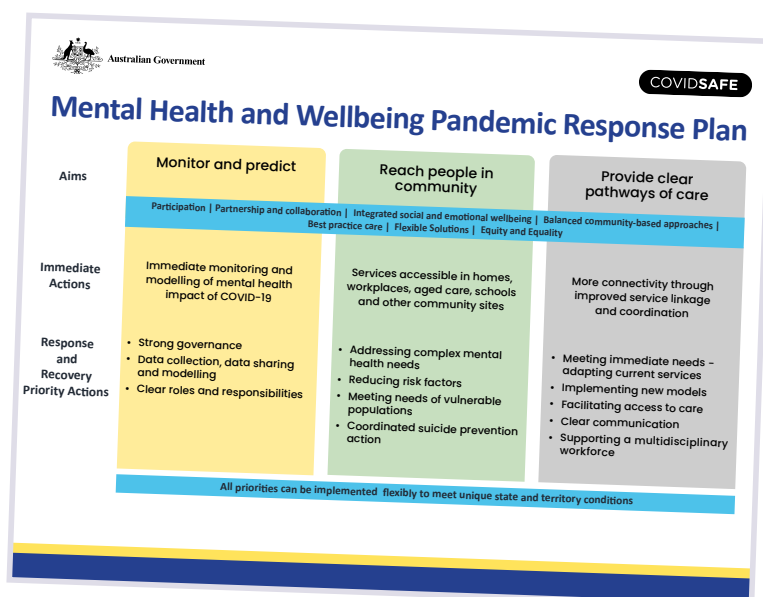 Australian Government
COVIDSAFE
Mental Health and Wellbeing Pandemic Response Plan
Aims
Monitor and predict
Reach people in
community
Provide clear
pathways of care
Participation | Partnership and collaboration | Integrated social and emotional wellbeing | Balanced community-based approaches |
Best practice care | Flexible Solutions | Equity and Equality
Immediate
Actions
Immediate monitoring and
modelling of mental health
impact of COVID-19
Services accessible in homes,
workplaces, aged care, schools
and other community sites
More connectivity through
improved service linkage
and coordination
Response
and
Recovery
Priority Actions
• Strong governance
• Data collection, data sharing
and modelling
• Clear roles and responsibilities
• Addressing complex mental
health needs
• Reducing risk factors
• Meeting needs of vulnerable
populations
• Coordinated suicide prevention
action
• Meeting immediate needs –
adapting current services
• Implementing new models
• Facilitating access to care
• Clear communication
• Supporting a multidisciplinary
workforce
All priorities can be implemented flexibly to meet unique state and territory conditions